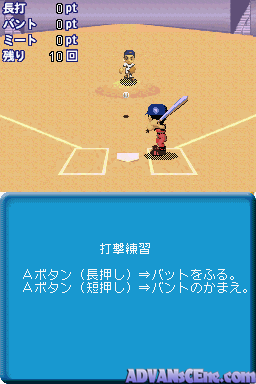 長打 0pt
バント 0pt
ミート 0pt
残り 10回
打撃練習
Aボタン（長押し）⇒バットをふる。
Aボタン（短押し）⇒バントのかまえ。
ADVANsCEne.com